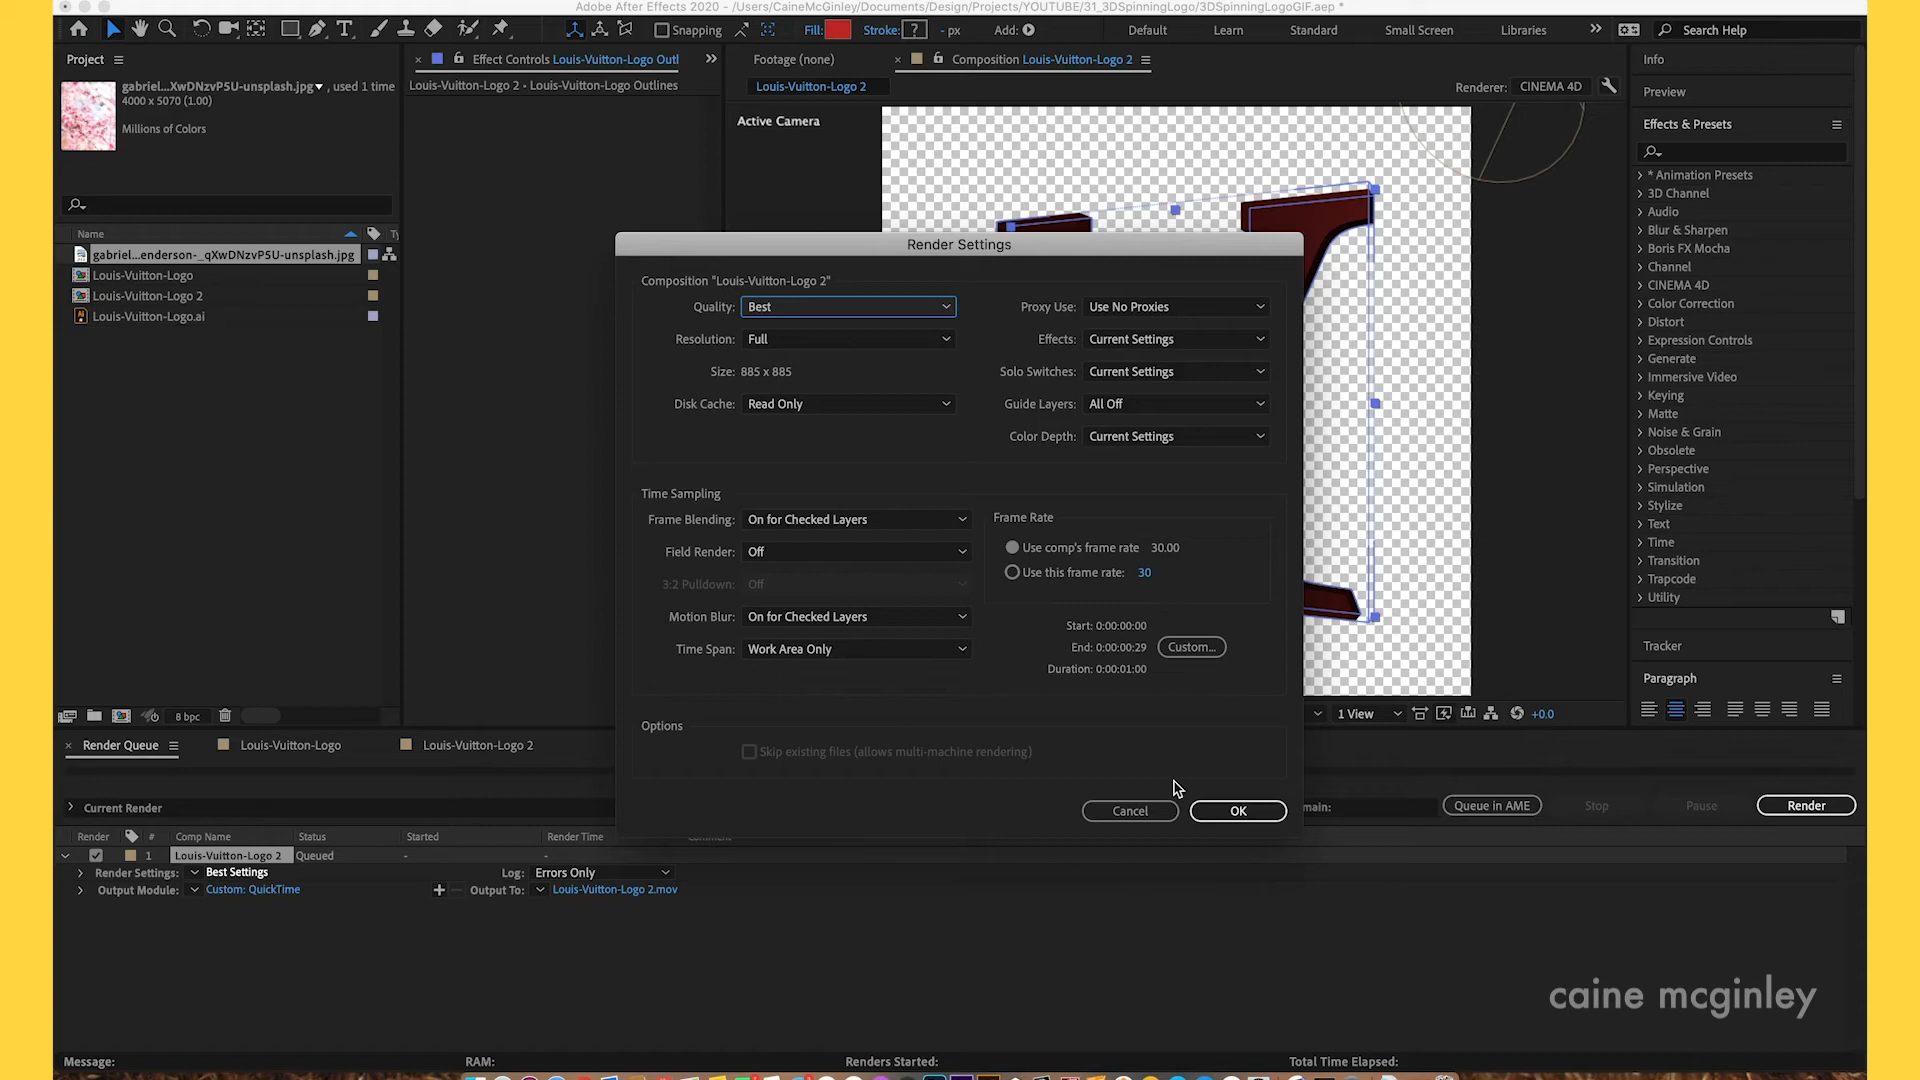 Adobe After Effects 2020 - /Users/CaineMcGinley/Documents/Design/Projects/YOUTUBE/31_3DSpinningLogo/3DSpinningLogoGIF.aep *
Snapping
Fill:
Stroke:
?
- px
Add:
Default
Learn
Standard
Small Screen
Libraries
Search Help
Project
gabriel...XwDNzvP5U-unsplash.jpg
, used 1 time
4000 x 5070 (1.00)
Millions of Colors
Name
Ty
gabriel...enderson-_qXwDNzvP5U-unsplash.jpg
Louis-Vuitton-Logo
Louis-Vuitton-Logo 2
Louis-Vuitton-Logo.ai
8 bpc
Effect Controls Louis-Vuitton-Logo Outl
Louis-Vuitton-Logo 2 • Louis-Vuitton-Logo Outlines
Footage (none)
Composition Louis-Vuitton-Logo 2
Louis-Vuitton-Logo 2
Renderer:
CINEMA 4D
Active Camera
1 View
+0.0
Info
Preview
Effects & Presets
* Animation Presets
3D Channel
Audio
Blur & Sharpen
Boris FX Mocha
Channel
CINEMA 4D
Color Correction
Distort
Expression Controls
Generate
Immersive Video
Keying
Matte
Noise & Grain
Obsolete
Perspective
Simulation
Stylize
Text
Time
Transition
Trapcode
Utility
Tracker
Paragraph
Render Settings
Composition "Louis-Vuitton-Logo 2"
Quality: Best
Resolution: Full
Size: 885 x 885
Disk Cache: Read Only
Proxy Use: Use No Proxies
Effects: Current Settings
Solo Switches: Current Settings
Guide Layers: All Off
Color Depth: Current Settings
Time Sampling
Frame Blending: On for Checked Layers
Field Render: Off
3:2 Pulldown: Off
Motion Blur: On for Checked Layers
Time Span: Work Area Only
Frame Rate
Use comp's frame rate 30.00
Use this frame rate: 30
Start: 0:00:00:00
End: 0:00:00:29
Custom...
Duration: 0:00:01:00
Options
Skip existing files (allows multi-machine rendering)
Cancel
OK
Render Queue
Louis-Vuitton-Logo
Louis-Vuitton-Logo 2
Current Render
main:
Queue in AME
Stop
Pause
Render
Render
#
Comp Name
Status
Started
Render Time
Comment
1
Louis-Vuitton-Logo 2
Queued
-
-
Render Settings:
Best Settings
Log:
Errors Only
Output Module:
Custom: QuickTime
Output To:
Louis-Vuitton-Logo 2.mov
caine mcginley
Message:
RAM:
Renders Started:
Total Time Elapsed: